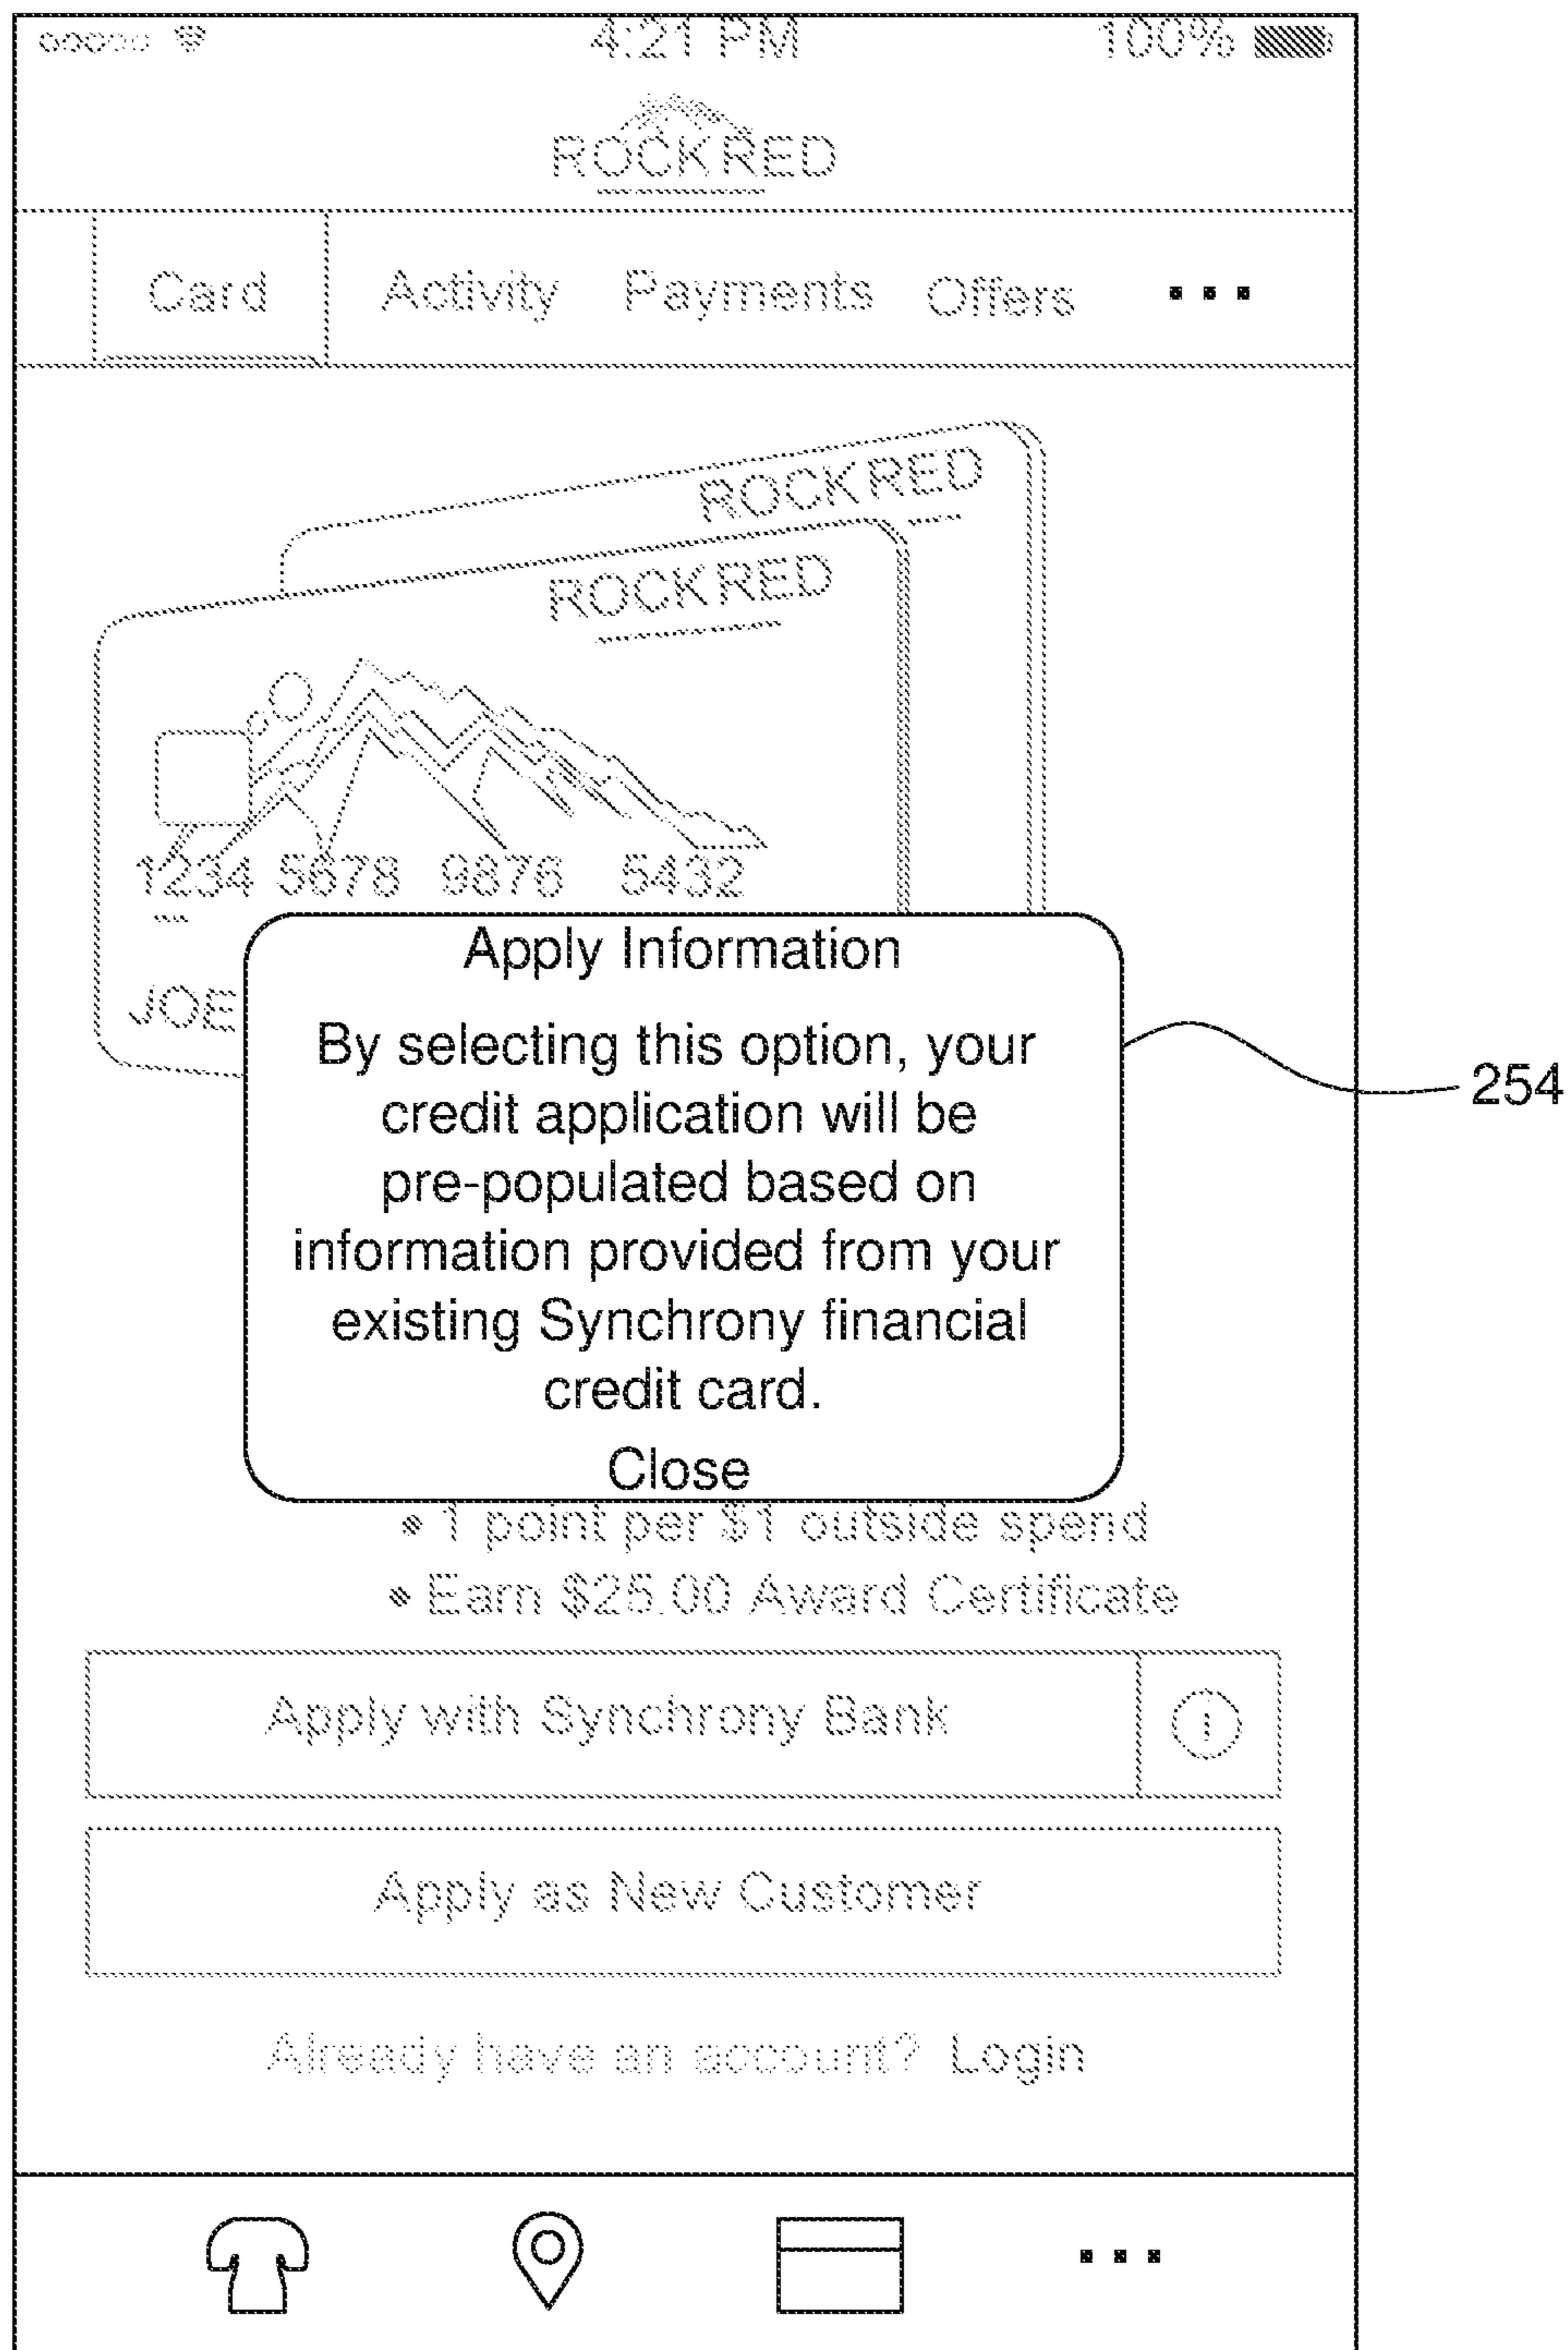 4:21 PM 100%
ROCKRED
Card Activity Payments Offers ...
ROCKRED
ROCKRED
1234 5678 9876 5432
JOE
Apply Information
By selecting this option, your
credit application will be
pre-populated based on
information provided from your
existing Synchrony financial
credit card.
Close
254
• 1 point per $1 outside spend
• Earn $25.00 Award Certificate
Apply with Synchrony Bank i
Apply as New Customer
Already have an account? Login
...